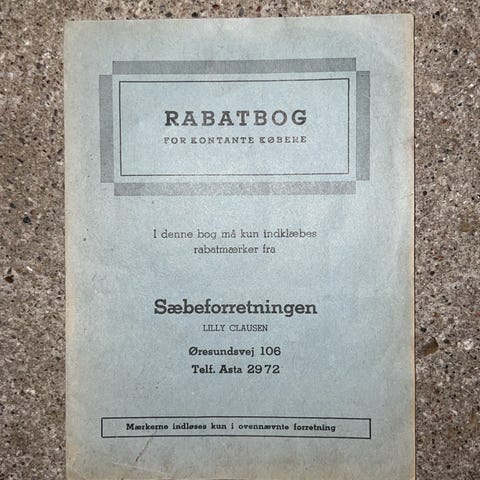 RABATBOG
FOR KONTANTE KØBERE
I denne bog må kun indklæbes
rabatmærker fra
Sæbeforretningen
LILLY CLAUSEN
Øresundsvej 106
Telf. Asta 2972
Mærkerne indløses kun i ovennævnte forretning